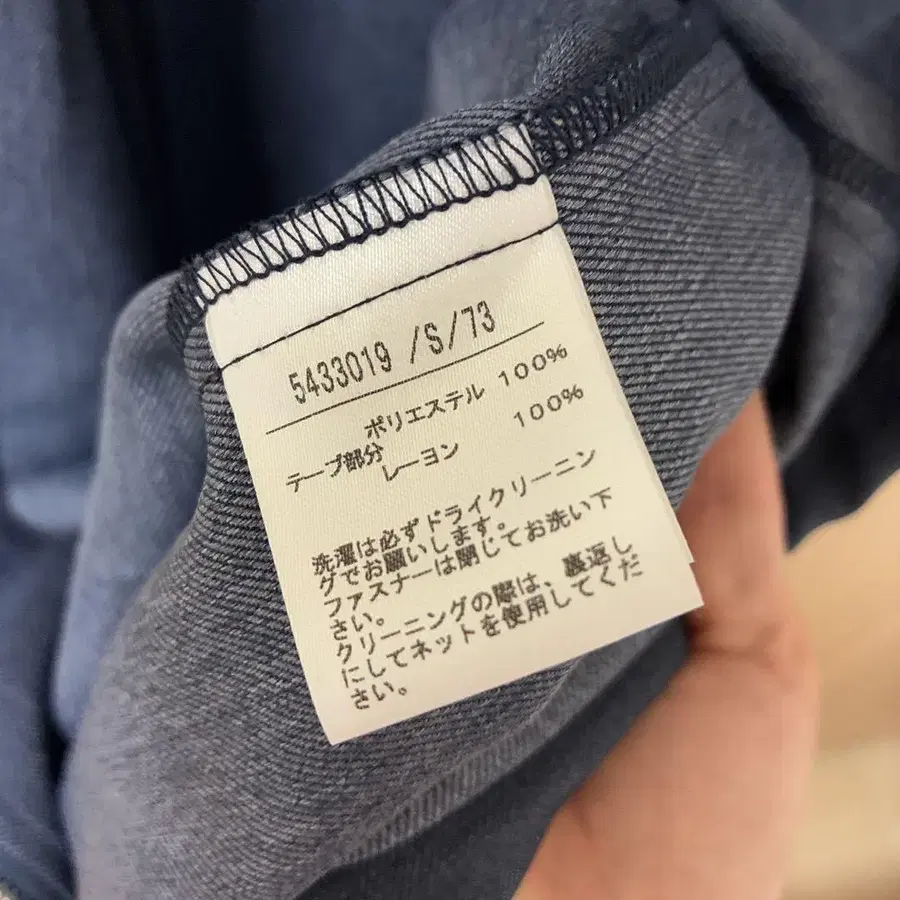 5433019 /S/73
ポリエステル 100%
テープ部分
レーヨン 100%
洗濯は必ずドライクリーニン
グでお願いします。
ファスナーは閉じてお洗い下
さい。
クリーニングの際は、裏返し
にしてネットを使用してくだ
さい。